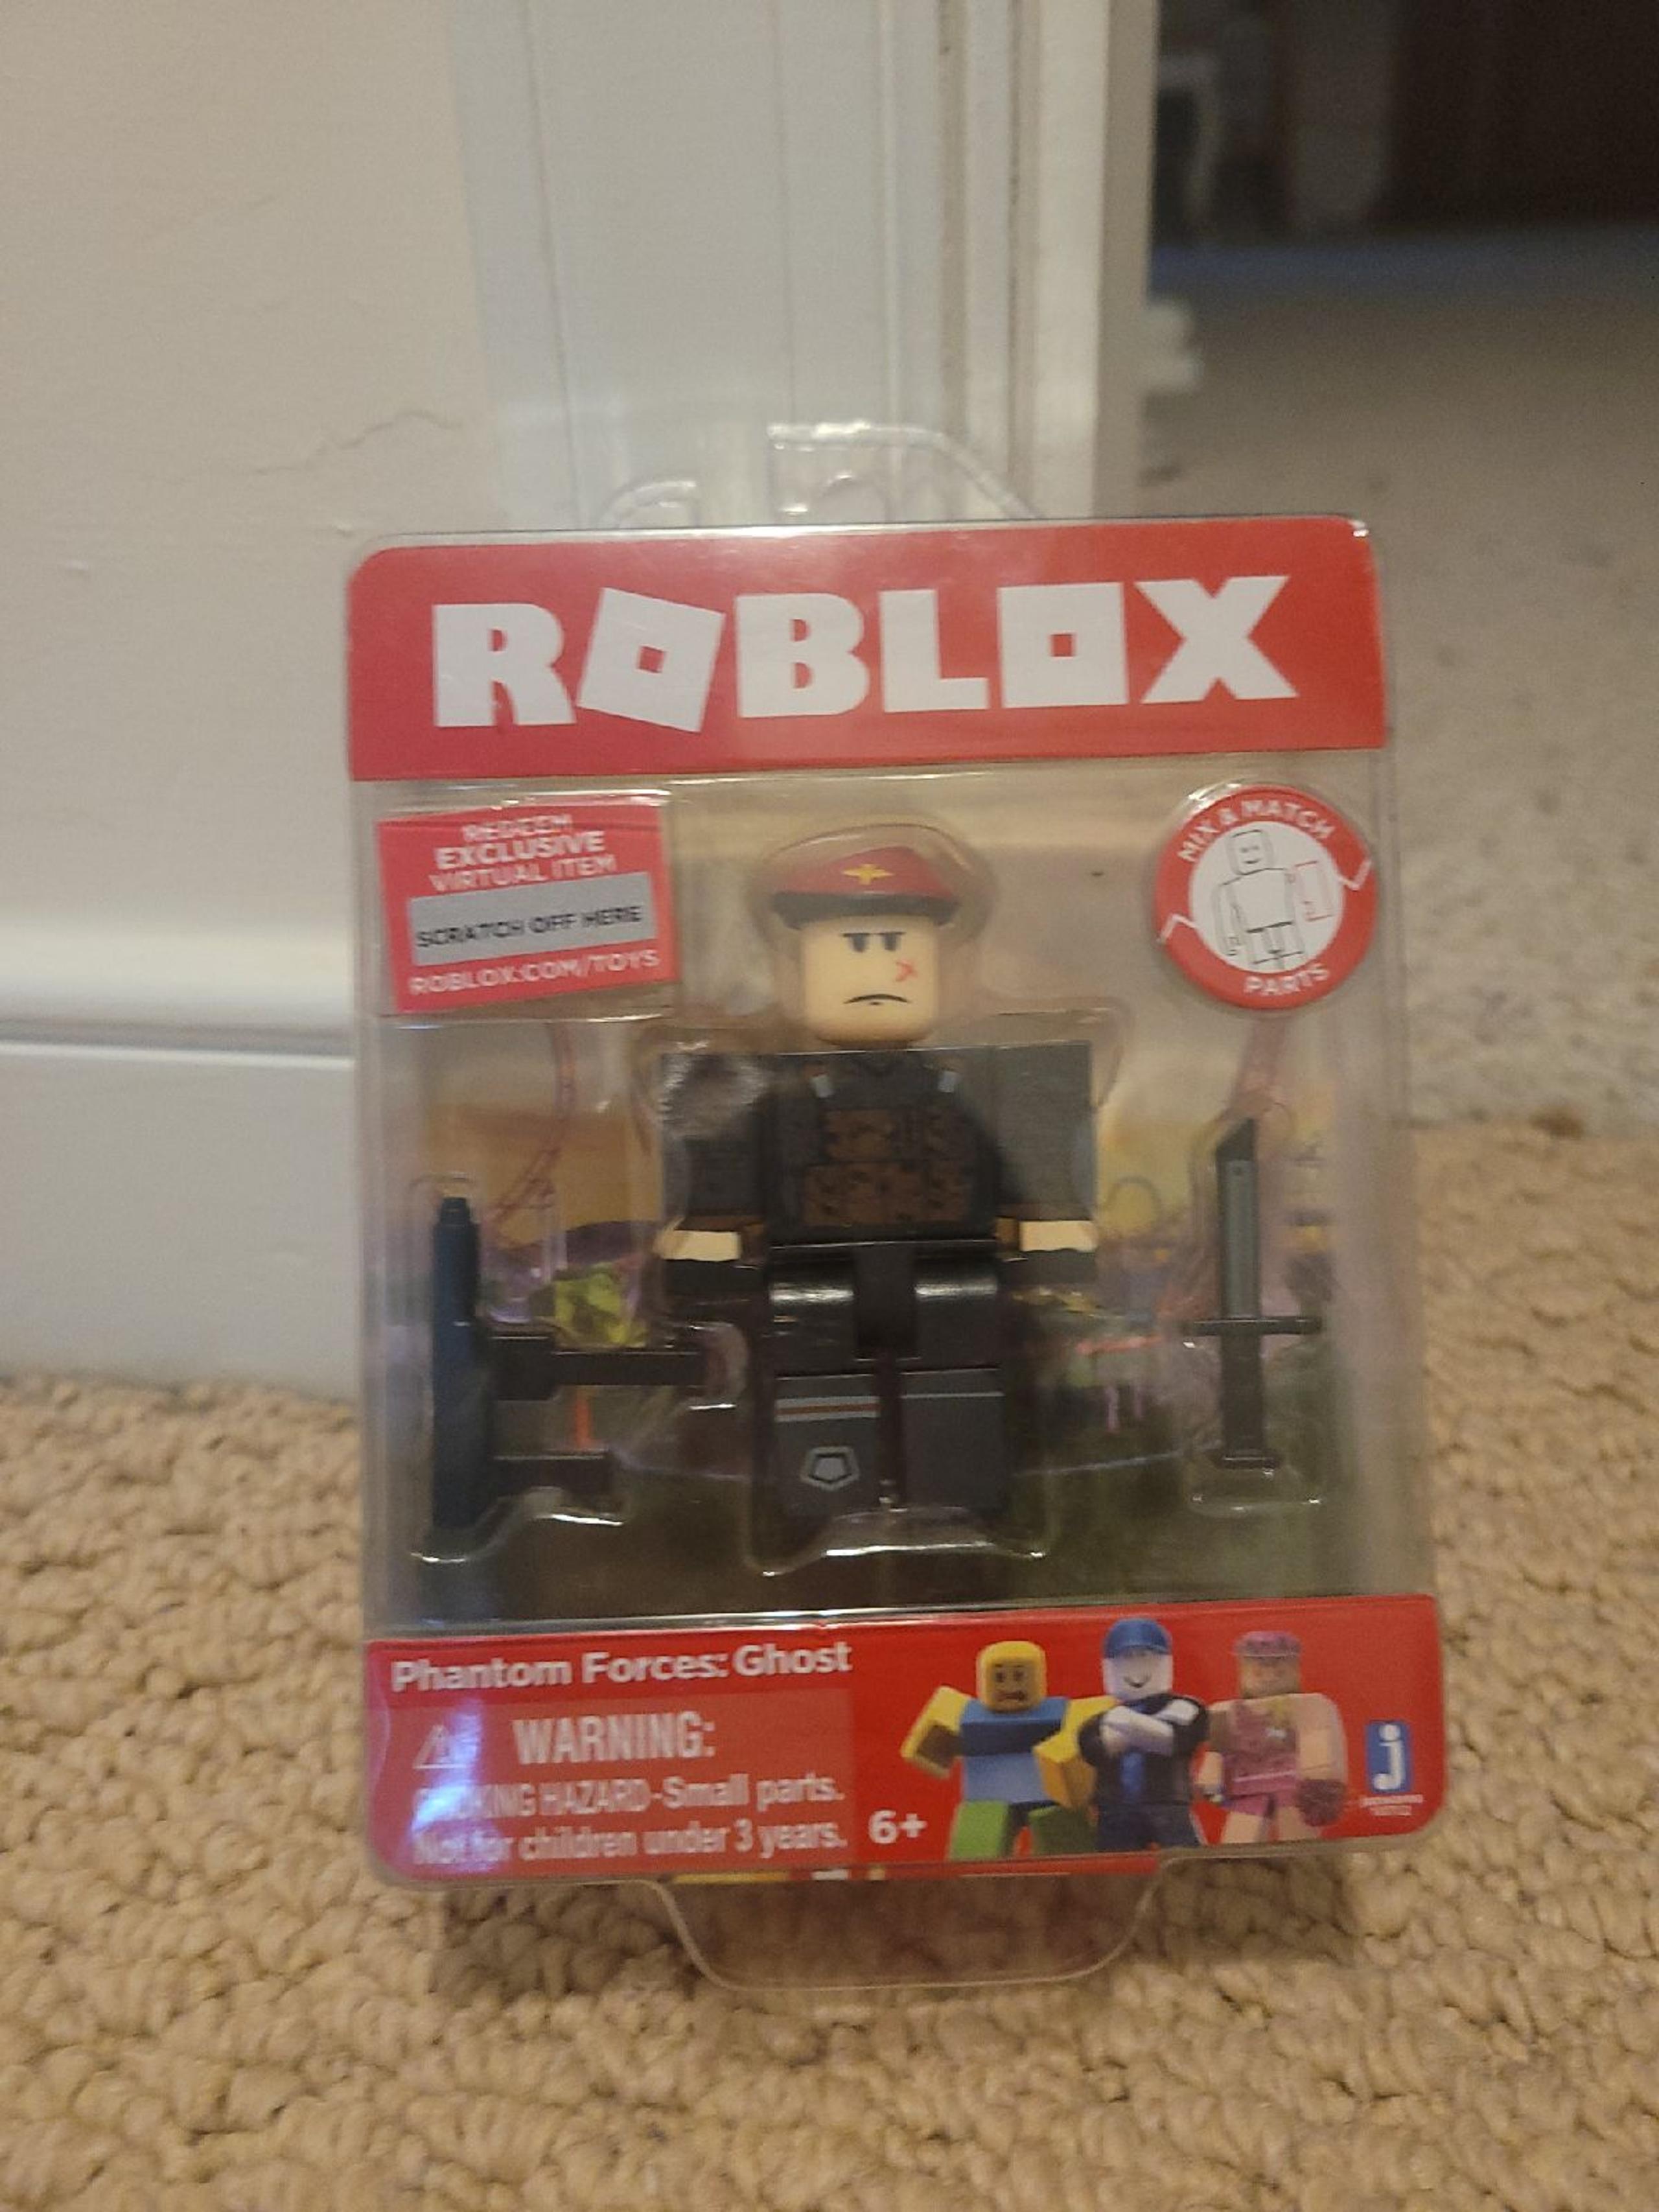 ROBLOX
REDEEM
EXCLUSIVE
VIRTUAL ITEM
SCRATCH OFF HERE
ROBLOX.COM/TOYS
MIX & MATCH
PARTS
Phantom Forces: Ghost
WARNING:
CHOKING HAZARD-Small parts.
Not for children under 3 years.
6+
j